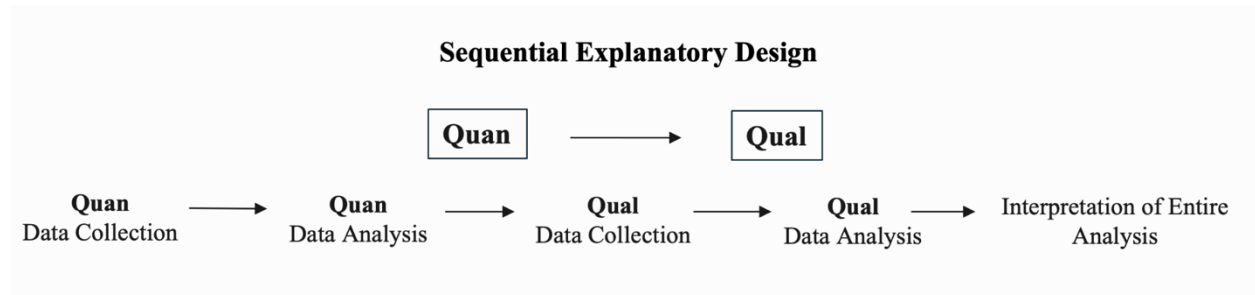 Sequential Explanatory Design
Quan
Qual
Quan
Data Collection
Quan
Data Analysis
Qual
Data Collection
Qual
Data Analysis
Interpretation of Entire
Analysis